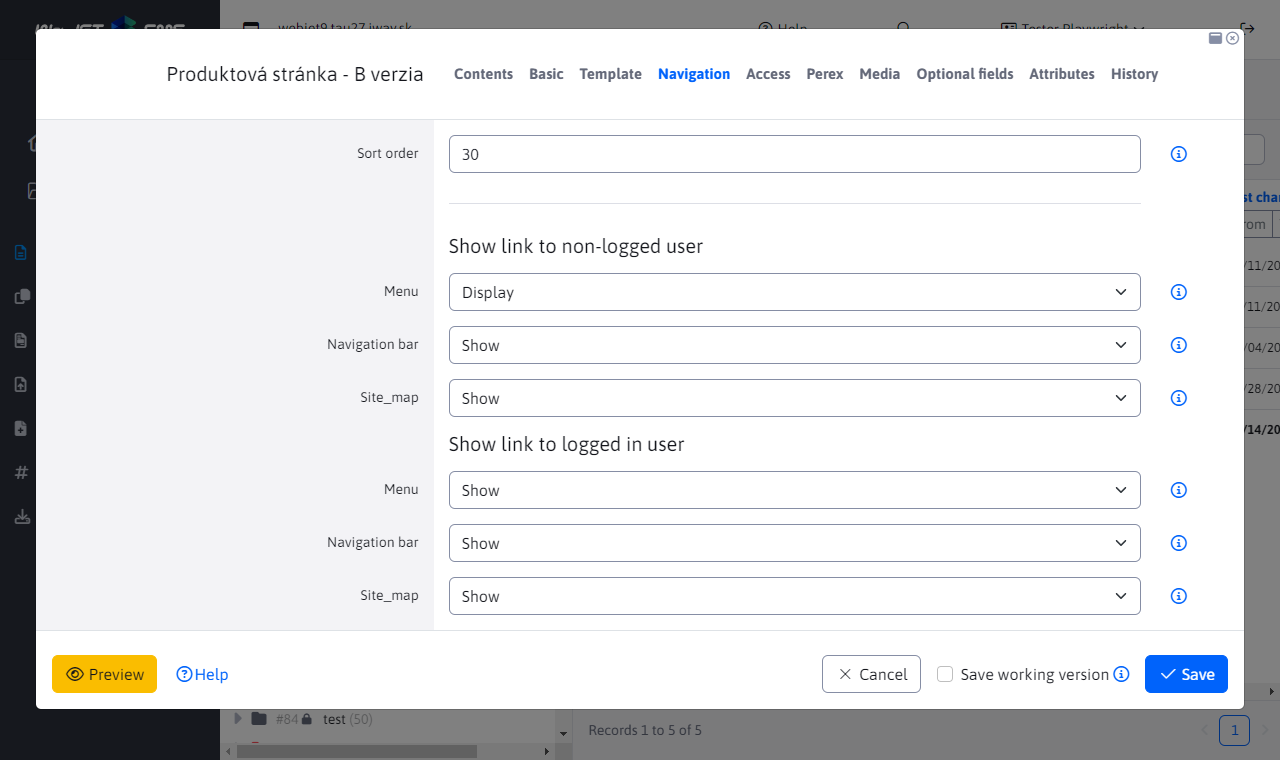 webjet9.tau27.iway.sk
Help
Tester Playwright
Produktová stránka - B verzia
Contents
Basic
Template
Navigation
Access
Perex
Media
Optional fields
Attributes
History
Sort order
30
Show link to non-logged user
Menu
Display
Navigation bar
Show
Site_map
Show
Show link to logged in user
Menu
Show
Navigation bar
Show
Site_map
Show
Preview
Help
Cancel
Save working version
Save
#84 test (50)
Records 1 to 5 of 5
1